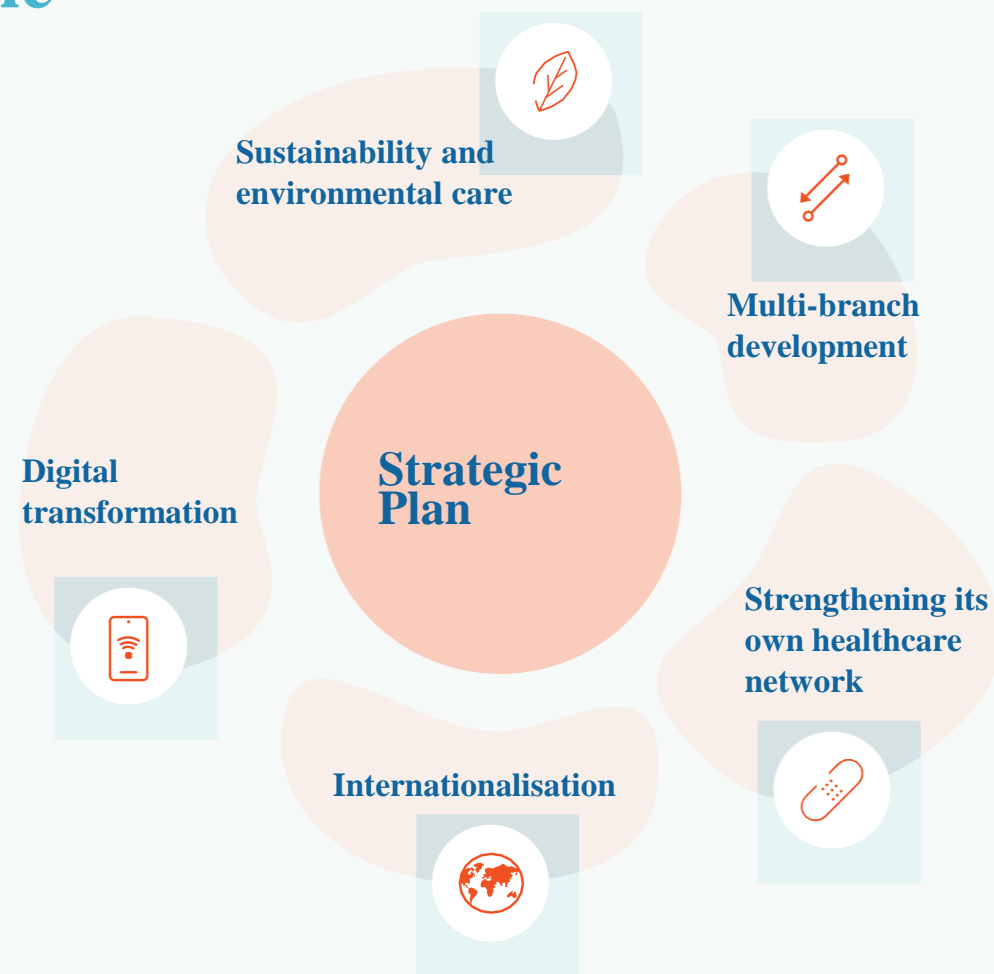 Sustainability and
environmental care
Multi-branch
development
Strategic
Plan
Digital
transformation
Strengthening its
own healthcare
network
Internationalisation